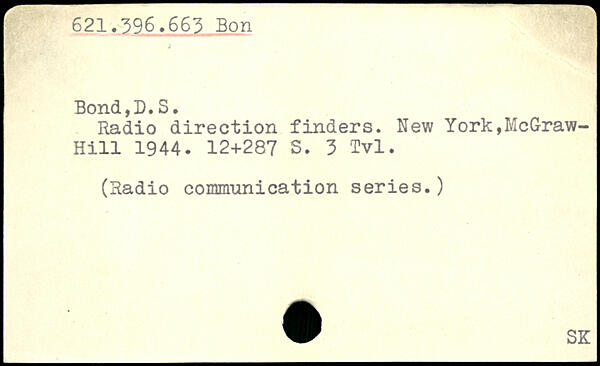 621.396.663 Bon
Bond,D.S.
Radio direction finders. New York,McGraw-
Hill 1944. 12+287 S. 3 Tvl.
(Radio communication series.)
SK